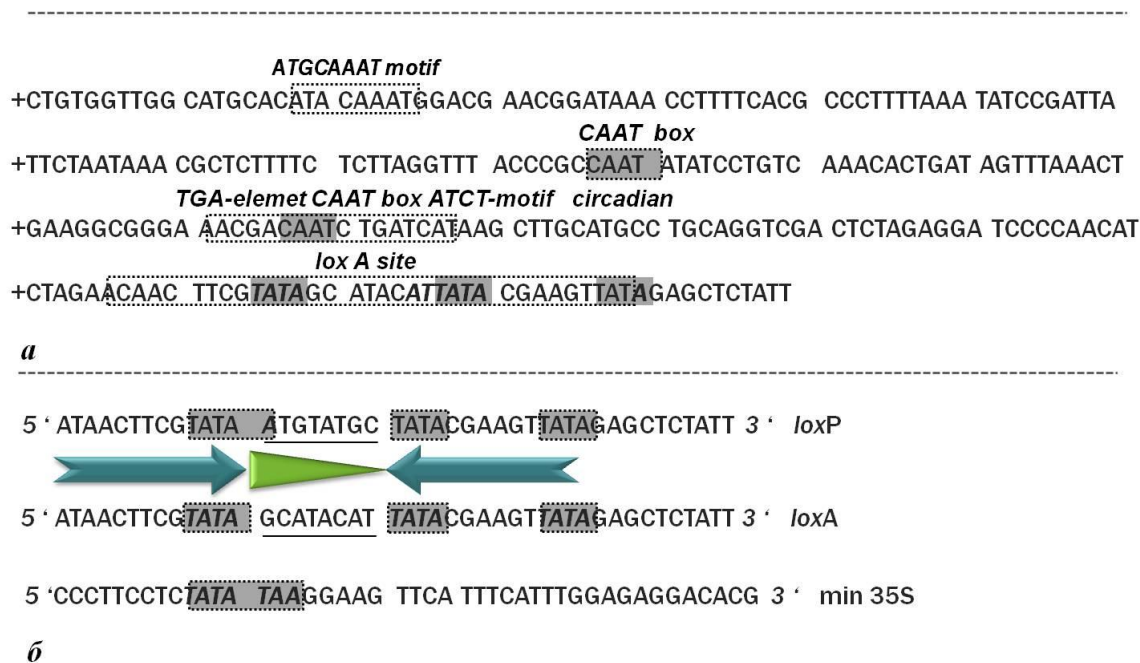 ATGCAAAT motif
+CTGTGGTTGG CATGCACATA CAAATGGACG AACGGATAAA CCTTTTCACG CCCTTTTAAA TATCCGATTA
CAAT box
+TTCTAATAAA CGCTCTTTTC TCTTAGGTTT ACCCGCCAAT ATATCCTGTC AAACACTGAT AGTTTAAACT
TGA-elemet CAAT box ATCT-motif circadian
+GAAGGCGGGA AACGACAATC TGATCATAAG CTTGCATGCC TGCAGGTCGA CTCTAGAGGA TCCCCAACAT
lox A site
+CTAGAACAAC TTCGTATAGC ATACATTATA CGAAGTTATAGAGCTCTATT
а
5 ‘ ATAACTTCGTATA ATGTATGC TATACGAAGTTATAGAGCTCTATT 3 ‘ loxP
5 ‘ ATAACTTCGTATA GCATACAT TATACGAAGTTATAGAGCTCTATT 3 ‘ loxA
5 ‘CCCTTCCTCTATA TAAGGAAG TTCA TTTCATTTGGAGAGGACACG 3 ‘ min 35S
б